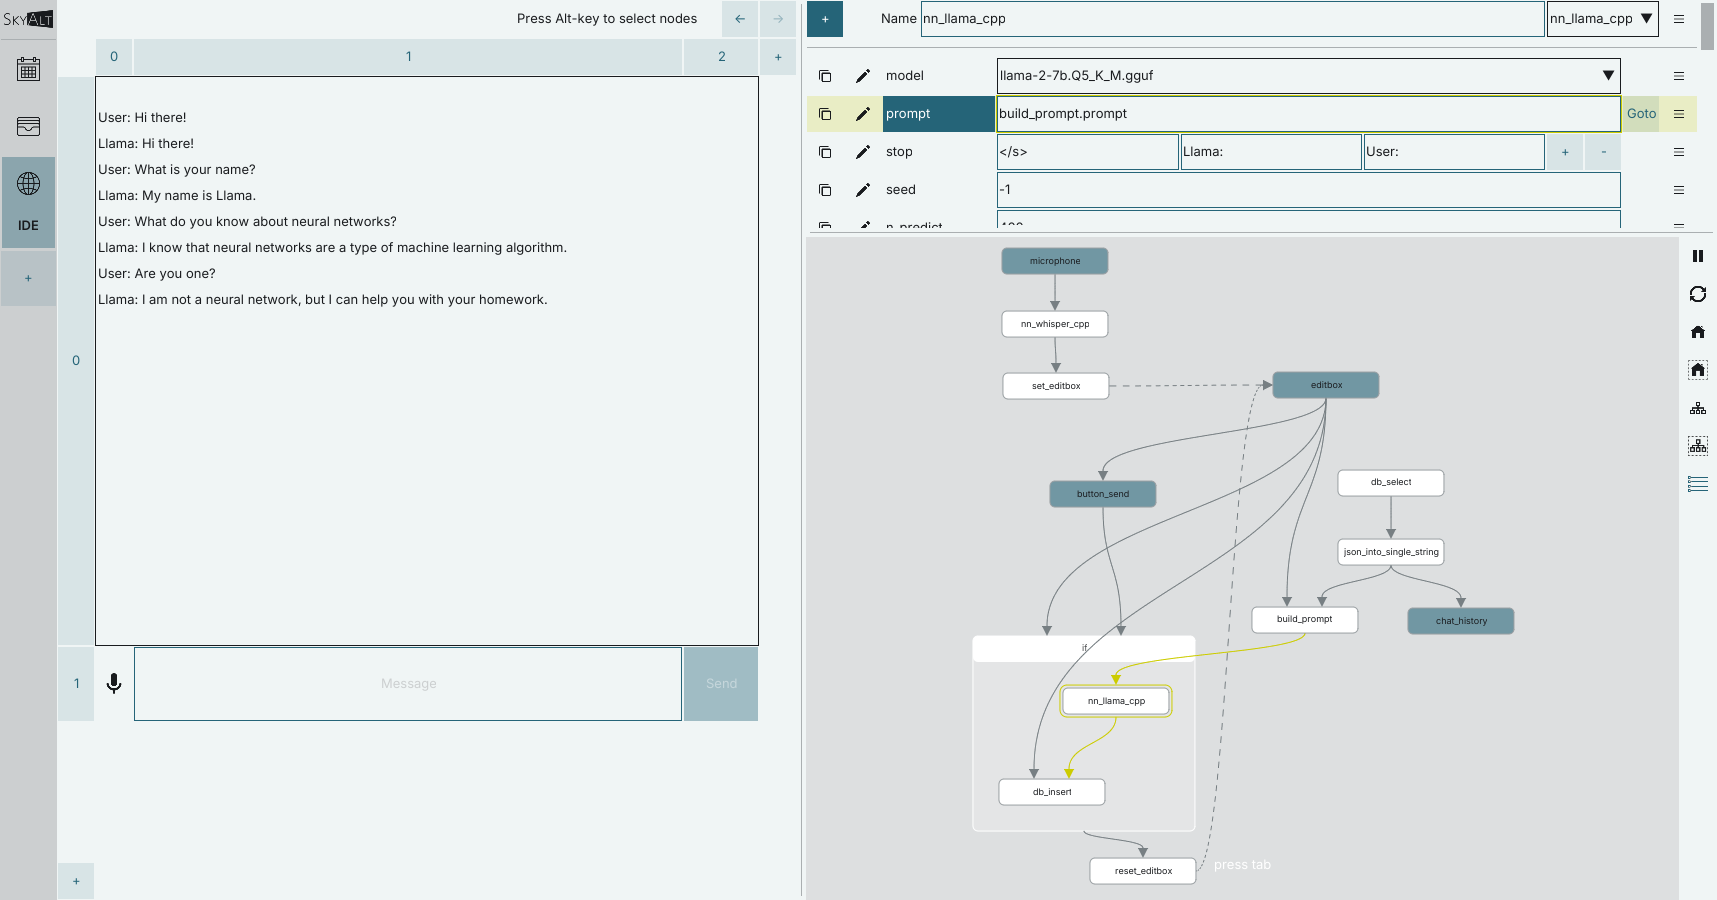 SKYALT
IDE
+
Press Alt-key to select nodes
←
→
0
1
2
+
0
User: Hi there!
Llama: Hi there!
User: What is your name?
Llama: My name is Llama.
User: What do you know about neural networks?
Llama: I know that neural networks are a type of machine learning algorithm.
User: Are you one?
Llama: I am not a neural network, but I can help you with your homework.
1
Message
Send
+
+
Name
nn_llama_cpp
nn_llama_cpp
model
llama-2-7b.Q5_K_M.gguf
prompt
build_prompt.prompt
Goto
stop
</s>
Llama:
User:
+
-
seed
-1
n_predict
400
microphone
nn_whisper_cpp
set_editbox
editbox
button_send
db_select
json_into_single_string
build_prompt
chat_history
if
nn_llama_cpp
db_insert
reset_editbox
press tab